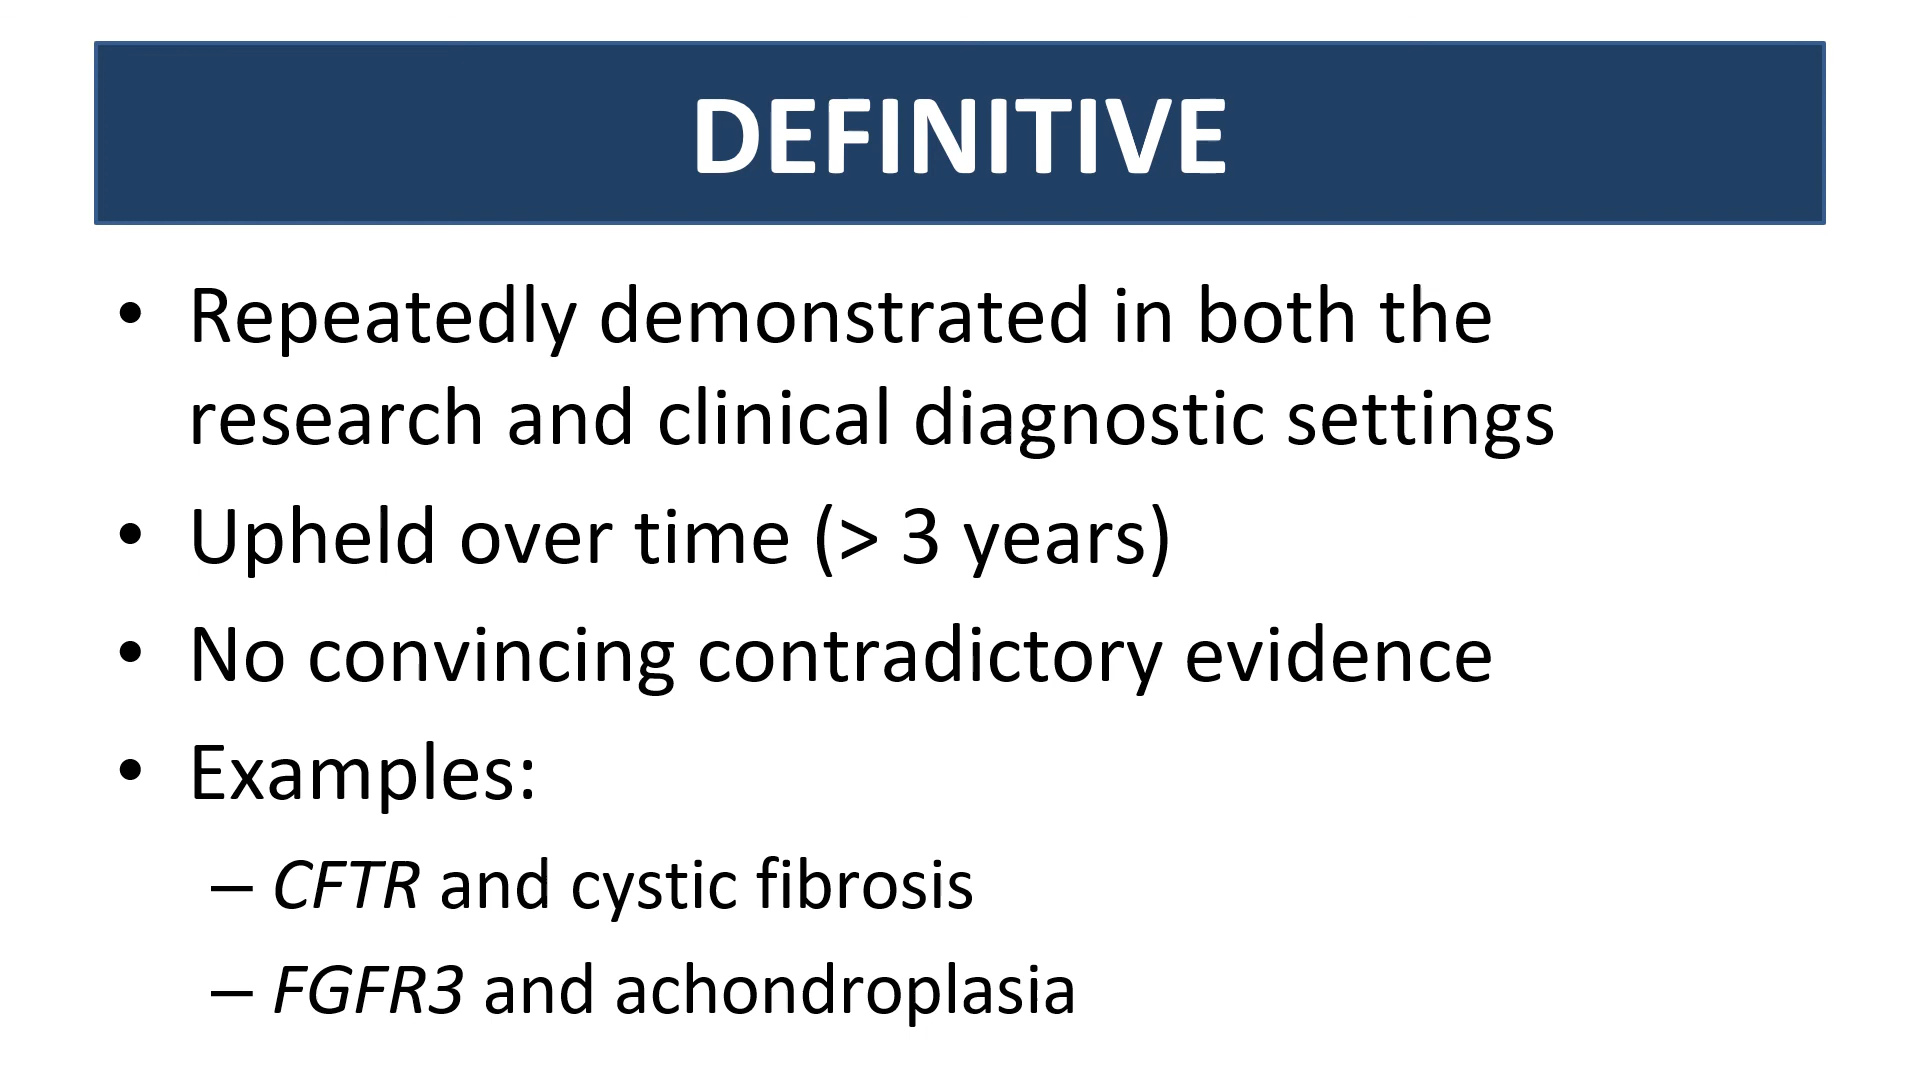 DEFINITIVE
• Repeatedly demonstrated in both the
research and clinical diagnostic settings
• Upheld over time (> 3 years)
• No convincing contradictory evidence
• Examples:
– CFTR and cystic fibrosis
– FGFR3 and achondroplasia